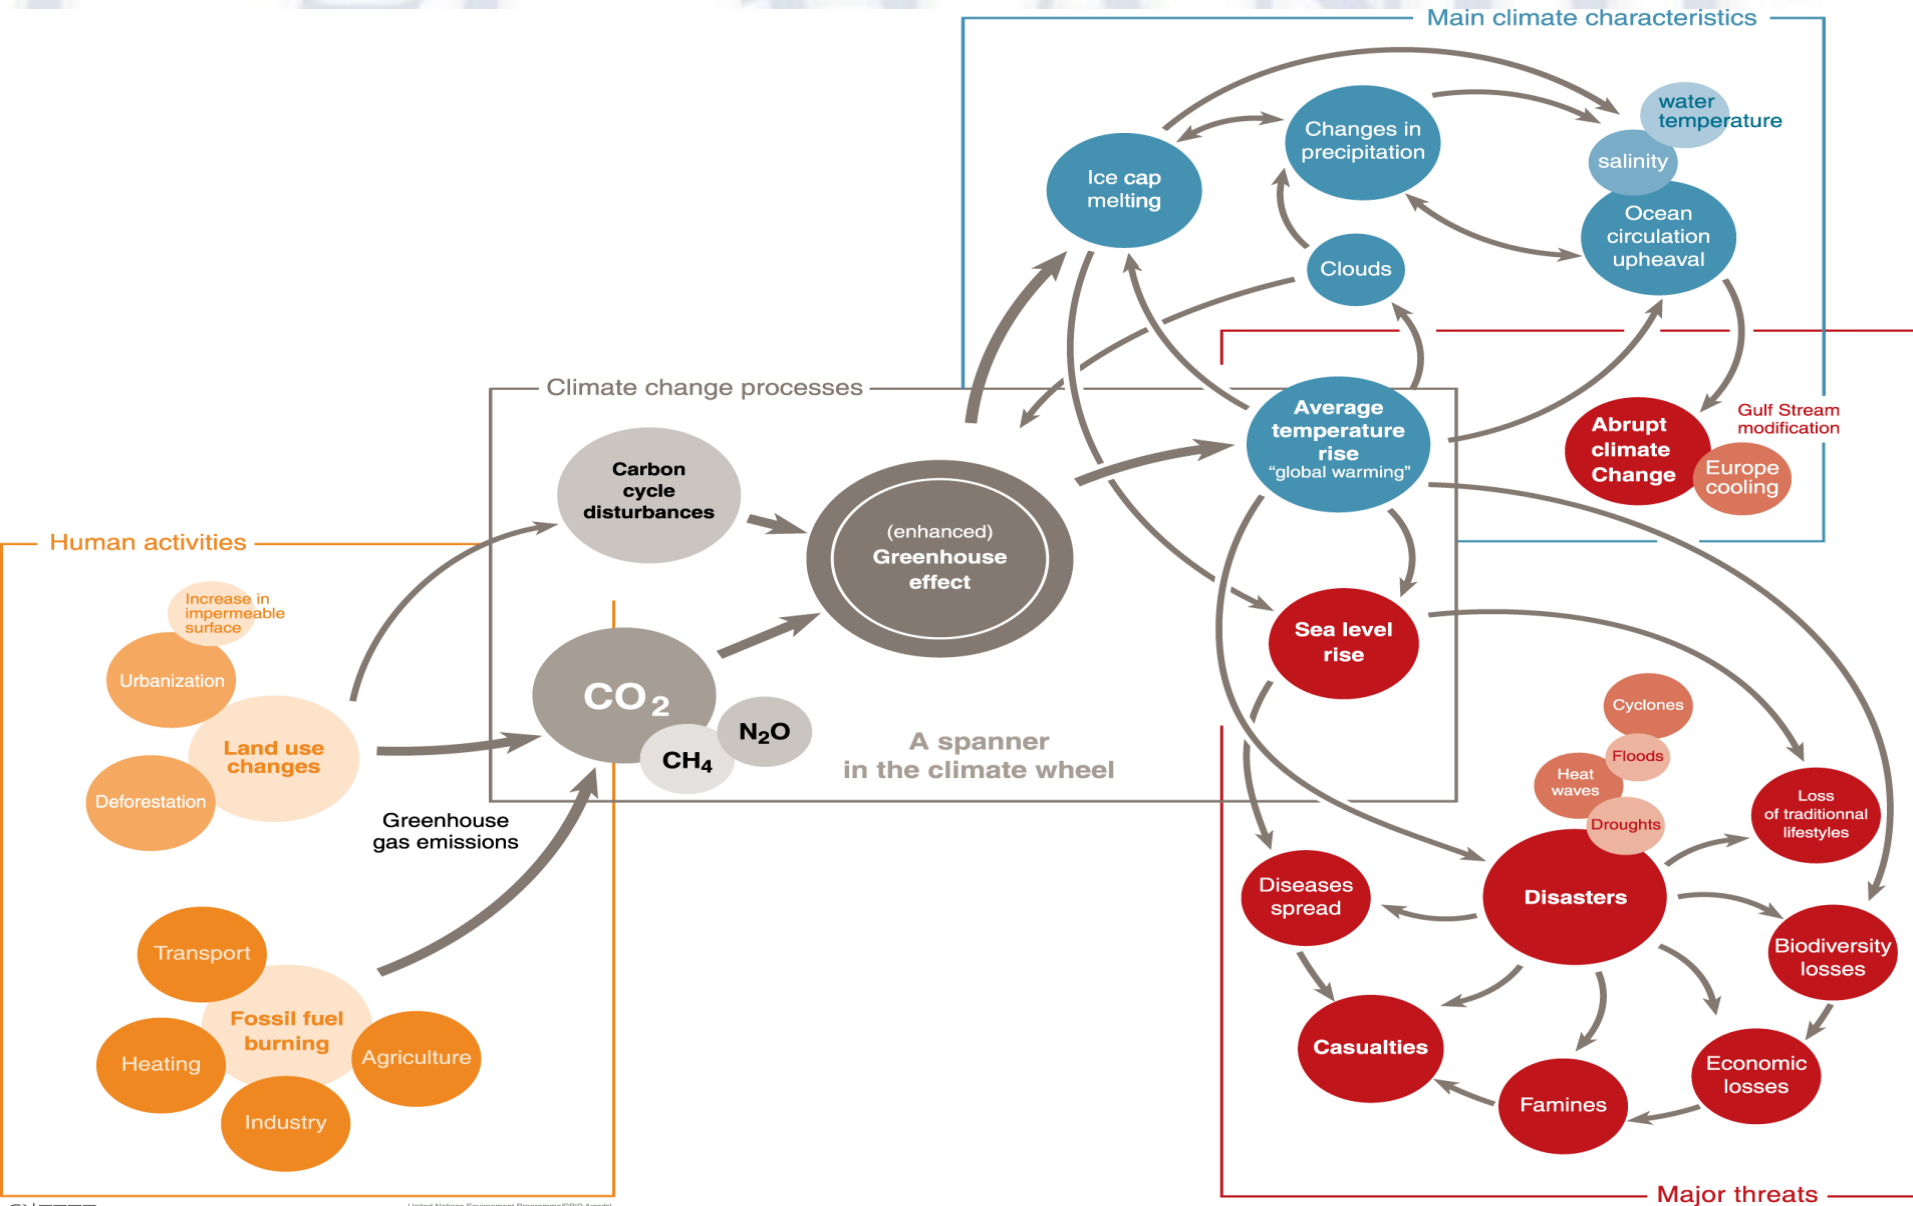 Main climate characteristics
water
temperature
Changes in
precipitation
salinity
Ice cap
melting
Ocean
circulation
upheaval
Clouds
Climate change processes
Average
temperature
rise
“global warming”
Abrupt
climate
Change
Gulf Stream
modification
Europe
cooling
Carbon
cycle
disturbances
(enhanced)
Greenhouse
effect
Human activities
Increase in
impermeable
surface
Urbanization
Land use
changes
Deforestation
CO2
CH4
N2O
A spanner
in the climate wheel
Greenhouse
gas emissions
Sea level
rise
Cyclones
Floods
Heat
waves
Droughts
Loss
of traditionnal
lifestyles
Diseases
spread
Disasters
Biodiversity
losses
Transport
Fossil fuel
burning
Heating
Agriculture
Industry
Casualties
Famines
Economic
losses
Major threats